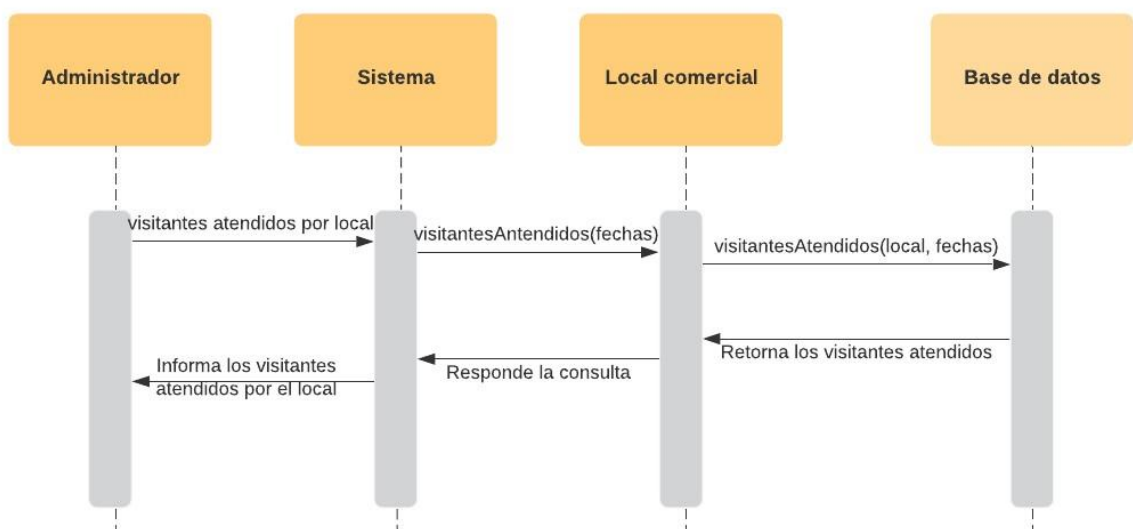 Administrador
Sistema
Local comercial
Base de datos
visitantes atendidos por local
visitantesAntendidos(fechas)
visitantesAtendidos(local, fechas)
Retorna los visitantes atendidos
Responde la consulta
Informa los visitantes
atendidos por el local